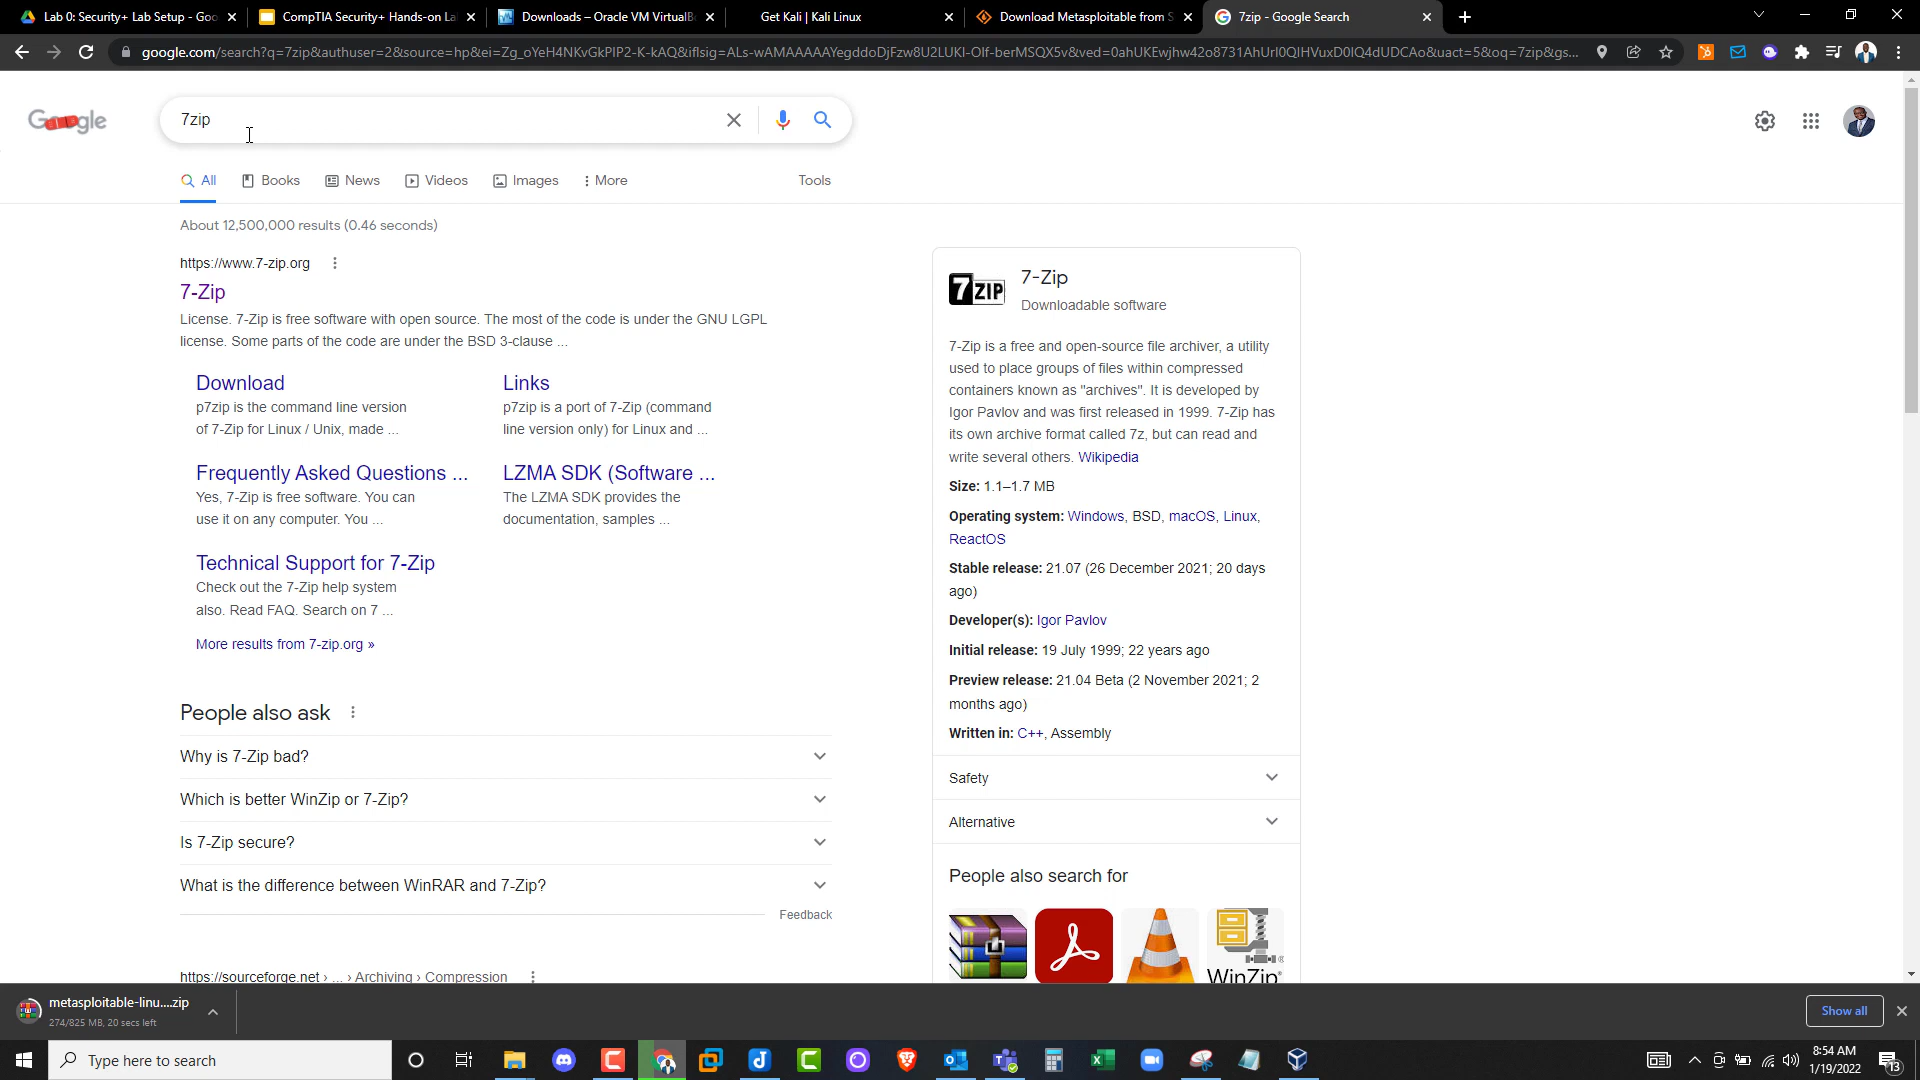 Lab 0: Security+ Lab Setup - Goo
CompTIA Security+ Hands-on La
Downloads – Oracle VM VirtualB
Get Kali | Kali Linux
Download Metasploitable from S
7zip - Google Search
google.com/search?q=7zip&authuser=2&source=hp&ei=Zg_oYeH4NKvGkPIP2-K-kAQ&iflsig=ALs-wAMAAAAAYegddoDjFzw8U2LUKI-Olf-berMSQX5v&ved=0ahUKEwjhw42o8731AhUrI0QIHVuxD0IQ4dUDCAo&uact=5&oq=7zip&gs...
Google
7zip
All
Books
News
Videos
Images
More
Tools
About 12,500,000 results (0.46 seconds)
https://www.7-zip.org
7-Zip
License. 7-Zip is free software with open source. The most of the code is under the GNU LGPL
license. Some parts of the code are under the BSD 3-clause ...
Download
p7zip is the command line version
of 7-Zip for Linux / Unix, made ...
Links
p7zip is a port of 7-Zip (command
line version only) for Linux and ...
Frequently Asked Questions ...
Yes, 7-Zip is free software. You can
use it on any computer. You ...
LZMA SDK (Software ...
The LZMA SDK provides the
documentation, samples ...
Technical Support for 7-Zip
Check out the 7-Zip help system
also. Read FAQ. Search on 7 ...
More results from 7-zip.org »
People also ask
Why is 7-Zip bad?
Which is better WinZip or 7-Zip?
Is 7-Zip secure?
What is the difference between WinRAR and 7-Zip?
Feedback
https://sourceforge.net › ... › Archiving › Compression
7ZIP
7-Zip
Downloadable software
7-Zip is a free and open-source file archiver, a utility
used to place groups of files within compressed
containers known as "archives". It is developed by
Igor Pavlov and was first released in 1999. 7-Zip has
its own archive format called 7z, but can read and
write several others. Wikipedia
Size: 1.1–1.7 MB
Operating system: Windows, BSD, macOS, Linux,
ReactOS
Stable release: 21.07 (26 December 2021; 20 days
ago)
Developer(s): Igor Pavlov
Initial release: 19 July 1999; 22 years ago
Preview release: 21.04 Beta (2 November 2021; 2
months ago)
Written in: C++, Assembly
Safety
Alternative
People also search for
WinZip
metasploitable-linu....zip
274/825 MB, 20 secs left
Show all
Type here to search
8:54 AM
1/19/2022
13